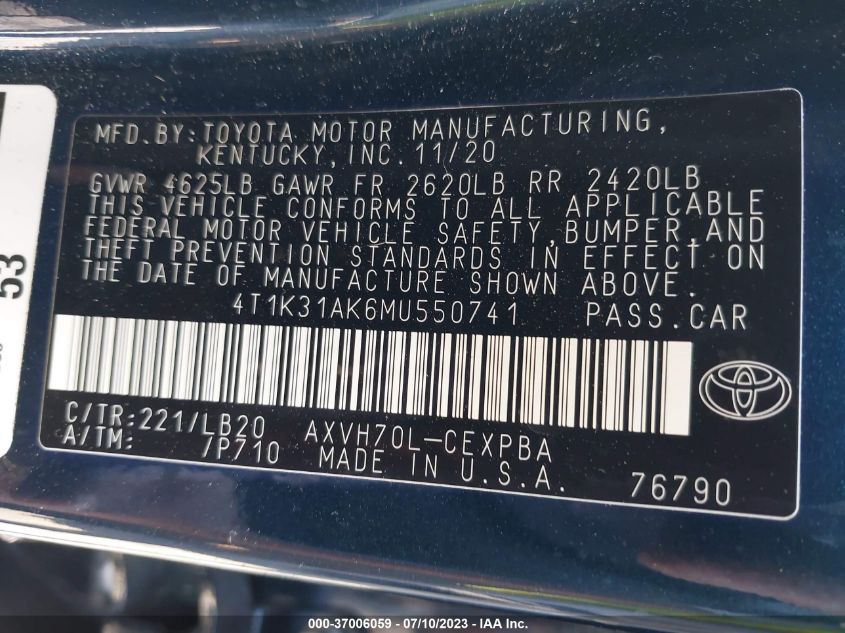 MFD.BY:TOYOTA MOTOR MANUFACTURING,
KENTUCKY,INC.11/20
GVWR 4625LB GAWR FR 2620LB RR 2420LB
THIS VEHICLE CONFORMS TO ALL APPLICABLE
FEDERAL MOTOR VEHICLE SAFETY,BUMPER,AND
THEFT PREVENTION STANDARDS IN EFFECT ON
THE DATE OF MANUFACTURE SHOWN ABOVE.
4T1K31AK6MU550741 PASS.CAR
C/TR:221/LB20 AXVH70L-CEXPBA
A/TM: /P710 MADE IN U.S.A. 76790
53
000-37006059 - 07/10/2023 - © IAA Inc.